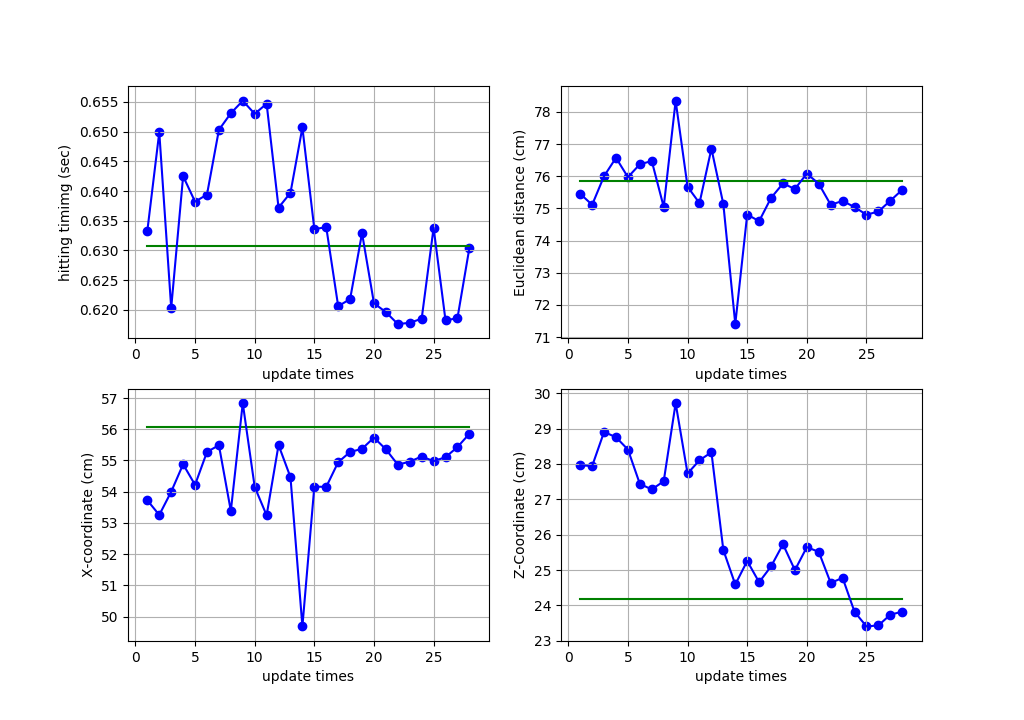 0.655
0.650
0.645
0.640
0.635
0.630
0.625
0.620
hitting timimg (sec)
0 5 10 15 20 25
update times
78
77
76
75
74
73
72
71
Euclidean distance (cm)
0 5 10 15 20 25
update times
57
56
55
54
53
52
51
50
X-coordinate (cm)
0 5 10 15 20 25
update times
30
29
28
27
26
25
24
23
Z-Coordinate (cm)
0 5 10 15 20 25
update times